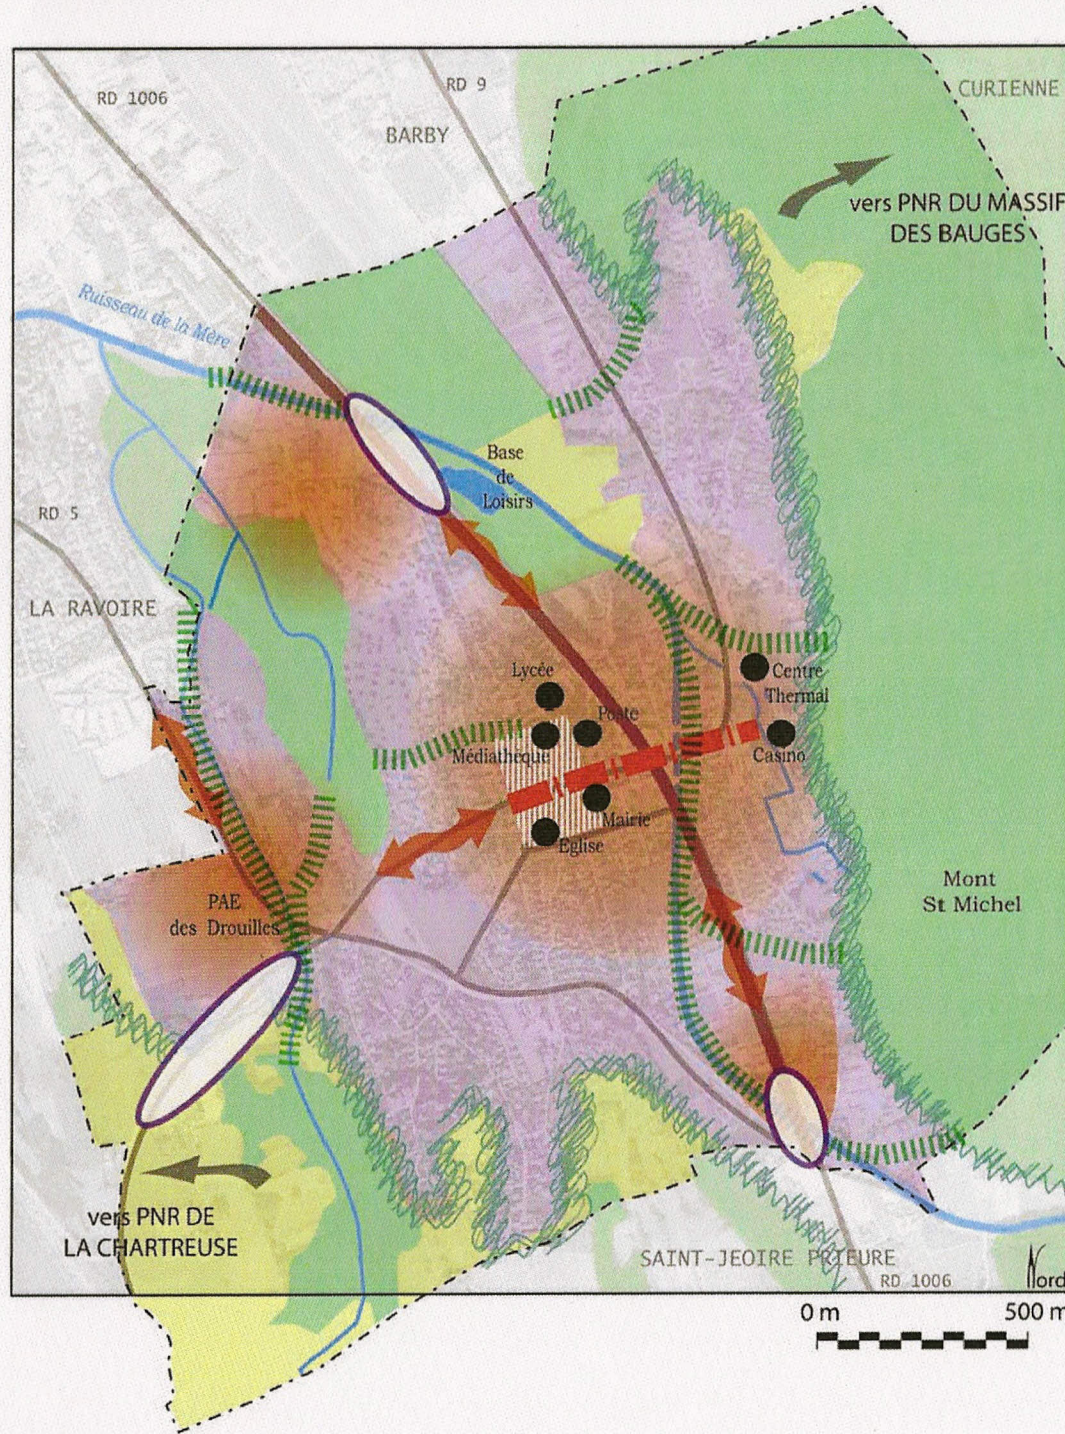 RD 1006
RD 9
BARBY
CURIENNE
vers PNR DU MASSIF
DES BAUGES
Ruisseau de la Mère
Base
de
Loisirs
RD 5
LA RAVOIRE
Lycée
Centre
Thermal
Poste
Médiathèque
Casino
Mairie
Eglise
PAE
des Drouilles
Mont
St Michel
vers PNR DE
LA CHARTREUSE
SAINT-JEOIRE PRIEURE
RD 1006
Nord
0 m
500 m